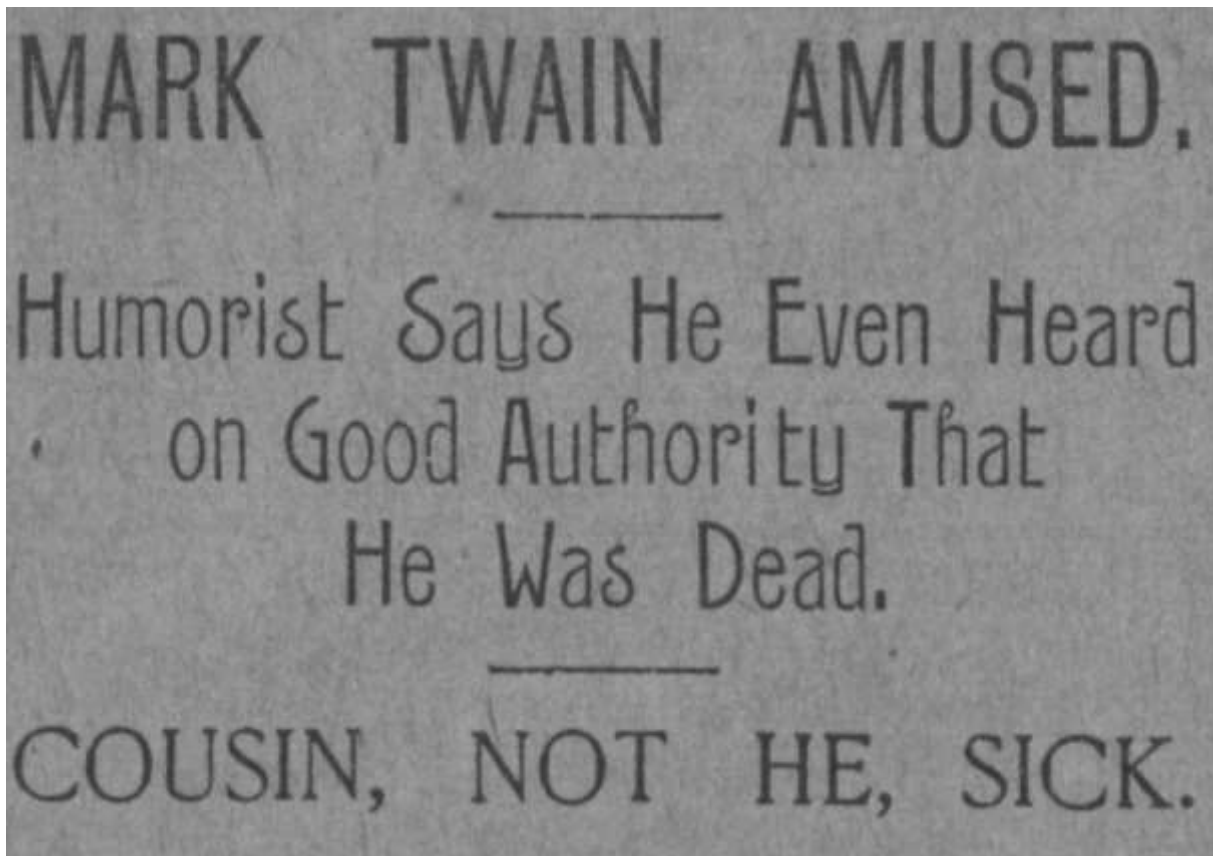 MARK TWAIN AMUSED.
Humorist Says He Even Heard
on Good Authority That
He Was Dead.
COUSIN, NOT HE, SICK.